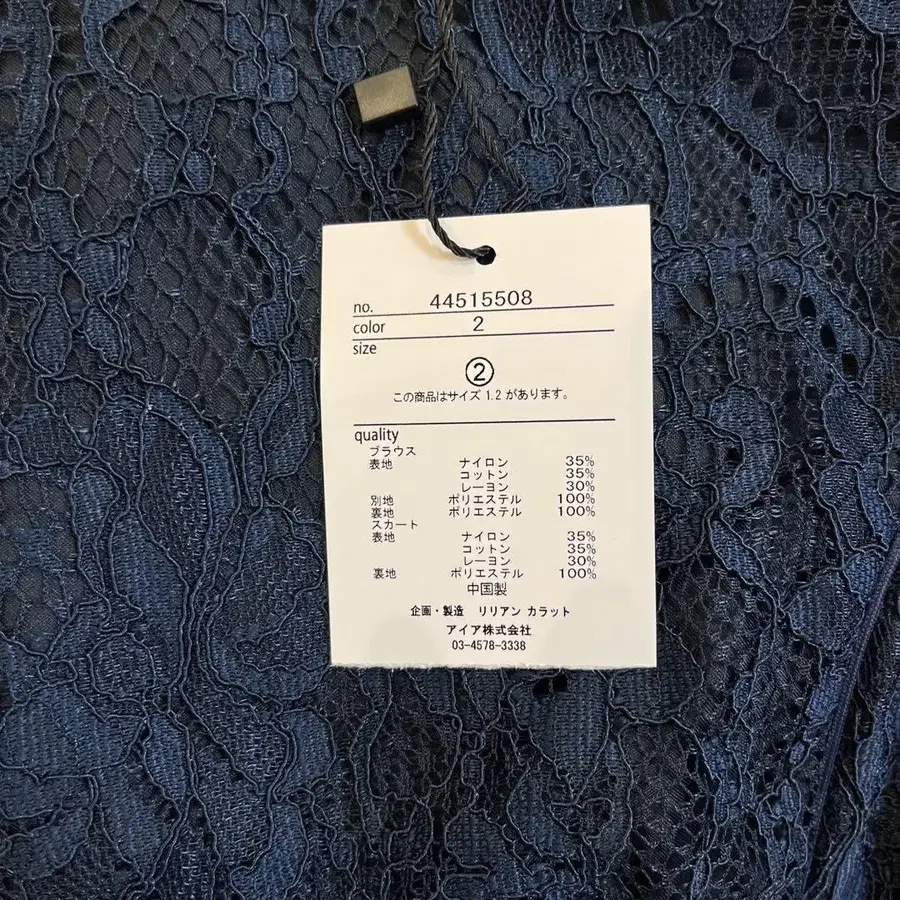 no. 44515508
color 2
size
②
この商品はサイズ 1.2 があります。
quality
ブラウス
表地 ナイロン 35%
コットン 35%
レーヨン 30%
別地 ポリエステル 100%
裏地 ポリエステル 100%
スカート
表地 ナイロン 35%
コットン 35%
レーヨン 30%
裏地 ポリエステル 100%
中国製
企画・製造 リリアン カラット
アイア株式会社
03-4578-3338